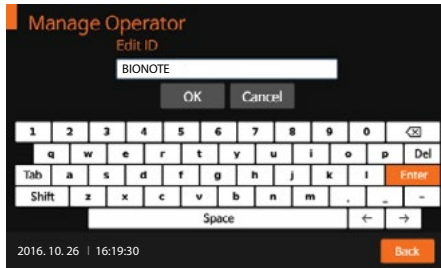 Manage Operator
Edit ID
BIONOTE
OK Cancel
1 2 3 4 5 6 7 8 9 0
q w e r t y u i o p Del
Tab a s d f g h j k l Enter
Shift z x c v b n m . _ -
Space ← →
2016. 10. 26 | 16:19:30 Back